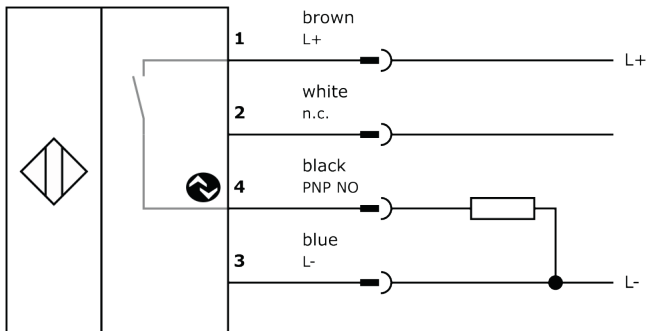 brown
1 L+
L+
white
2 n.c.
black
4 PNP NO
blue
3 L-
L-